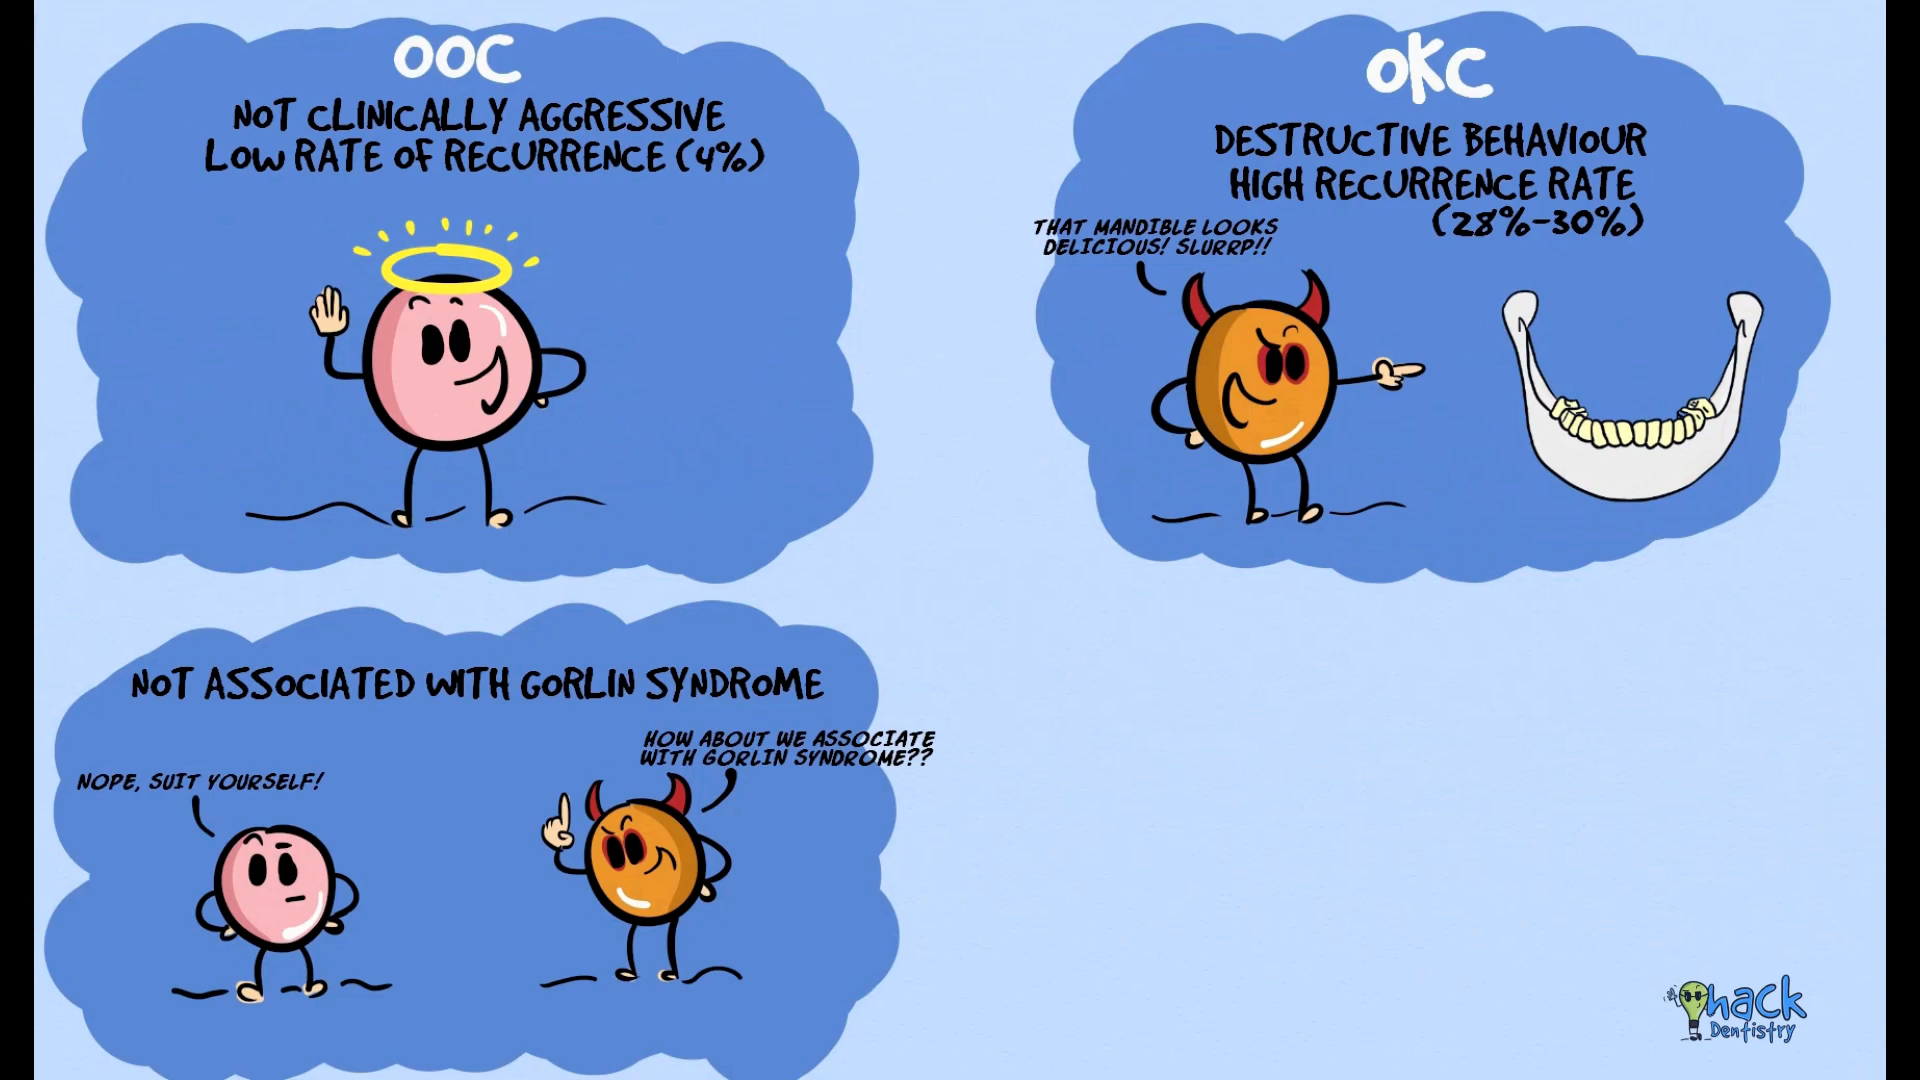 OOC
NOT CLINICALLY AGGRESSIVE
LOW RATE OF RECURRENCE (4%)
OKC
DESTRUCTIVE BEHAVIOUR
HIGH RECURRENCE RATE
(28%-30%)
THAT MANDIBLE LOOKS
DELICIOUS! SLURRP!!
NOT ASSOCIATED WITH GORLIN SYNDROME
HOW ABOUT WE ASSOCIATE
WITH GORLIN SYNDROME??
NOPE, SUIT YOURSELF!
hack
Dentistry